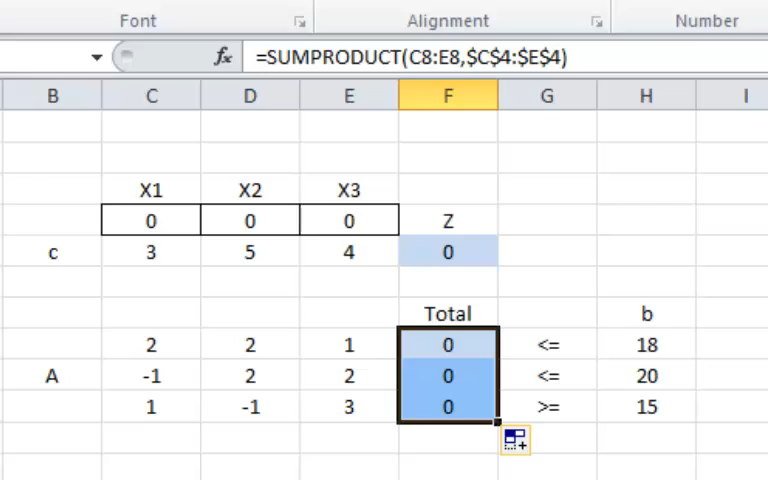 Font Alignment Number
fx =SUMPRODUCT(C8:E8,$C$4:$E$4)
B C D E F G H I
X1 X2 X3
0 0 0 Z
c 3 5 4 0
Total b
2 2 1 0 <= 18
A -1 2 2 0 <= 20
1 -1 3 0 >= 15